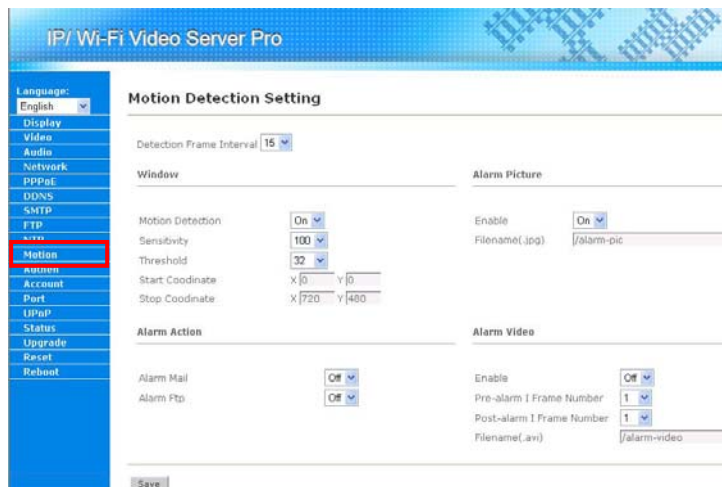 IP/ Wi-Fi Video Server Pro
Language:
English
Display
Video
Audio
Network
PPPoE
DDNS
SMTP
FTP
NTP
Motion
Authen
Account
Port
UPnP
Status
Upgrade
Reset
Reboot
Motion Detection Setting
Detection Frame Interval 15
Window
Motion Detection On
Sensitivity 100
Threshold 32
Start Coodinate X 0 Y 0
Stop Coodinate X 720 Y 480
Alarm Picture
Enable On
Filename(.jpg) /alarm-pic
Alarm Action
Alarm Mail Off
Alarm Ftp Off
Alarm Video
Enable Off
Pre-alarm I Frame Number 1
Post-alarm I Frame Number 1
Filename(.avi) /alarm-video
Save